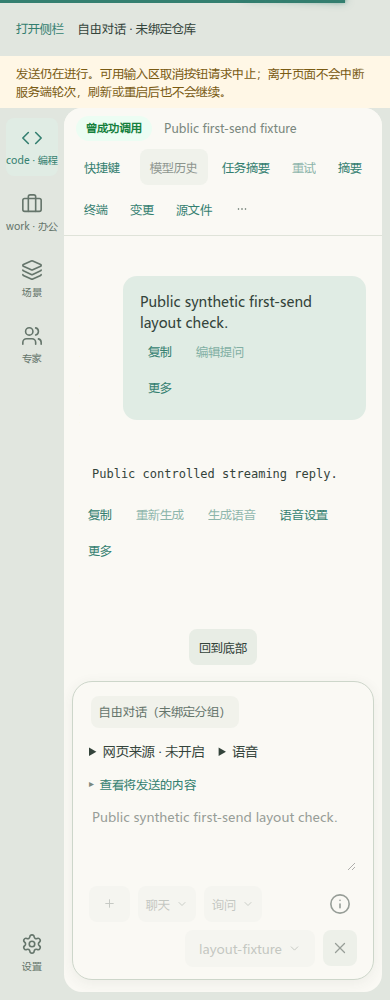 打开侧栏 自由对话 · 未绑定仓库
发送仍在进行。可用输入区取消按钮请求中止；离开页面不会中断
服务端轮次，刷新或重启后也不会继续。
code · 编程
work · 办公
场景
专家
设置
曾成功调用 Public first-send fixture
快捷键 模型历史 任务摘要 重试 摘要
终端 变更 源文件 ···
Public synthetic first-send
layout check.
复制 编辑提问
更多
Public controlled streaming reply.
复制 重新生成 生成语音 语音设置
更多
回到底部
自由对话（未绑定分组）
▶ 网页来源 · 未开启 ▶ 语音
▸ 查看将发送的内容
Public synthetic first-send layout check.
+ 聊天 询问
layout-fixture